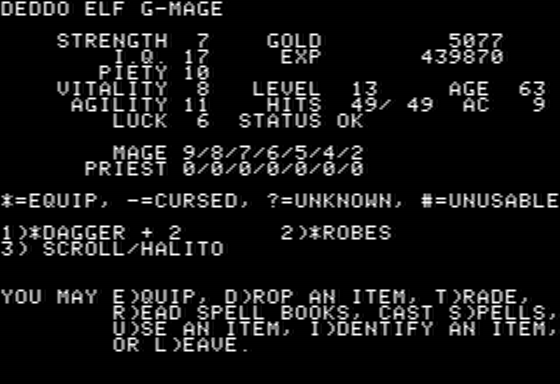 DEDDO ELF G-MAGE
STRENGTH 7 GOLD 5077
I.Q. 17 EXP 439870
PIETY 10
VITALITY 8 LEVEL 13 AGE 63
AGILITY 11 HITS 49/ 49 AC 9
LUCK 6 STATUS OK
MAGE 9/8/7/6/5/4/2
PRIEST 0/0/0/0/0/0/0
*=EQUIP, -=CURSED, ?=UNKNOWN, #=UNUSABLE
1)*DAGGER + 2 2)*ROBES
3) SCROLL/HALITO
YOU MAY E)QUIP, D)ROP AN ITEM, T)RADE,
R)EAD SPELL BOOKS, CAST S)PELLS,
U)SE AN ITEM, I)DENTIFY AN ITEM,
OR L)EAVE.